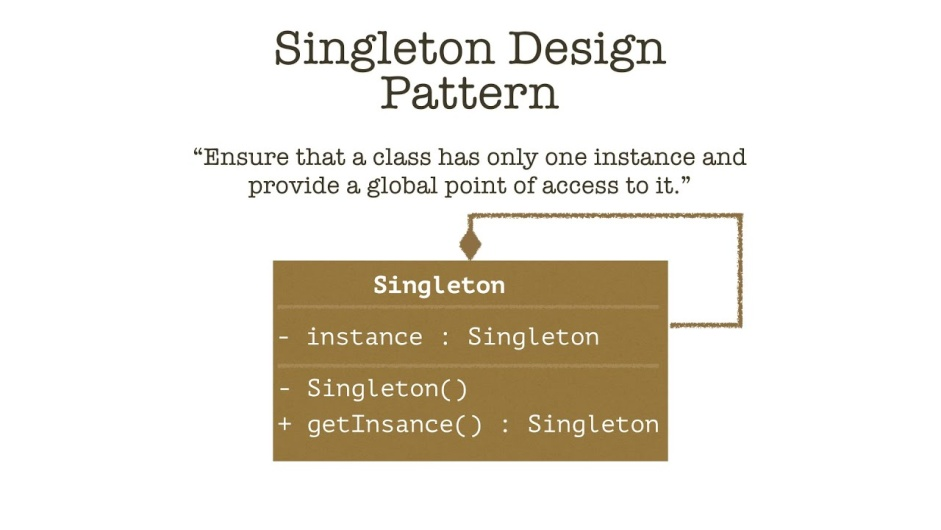 Singleton Design
Pattern
“Ensure that a class has only one instance and
provide a global point of access to it.”
Singleton
- instance : Singleton
- Singleton()
+ getInsance() : Singleton